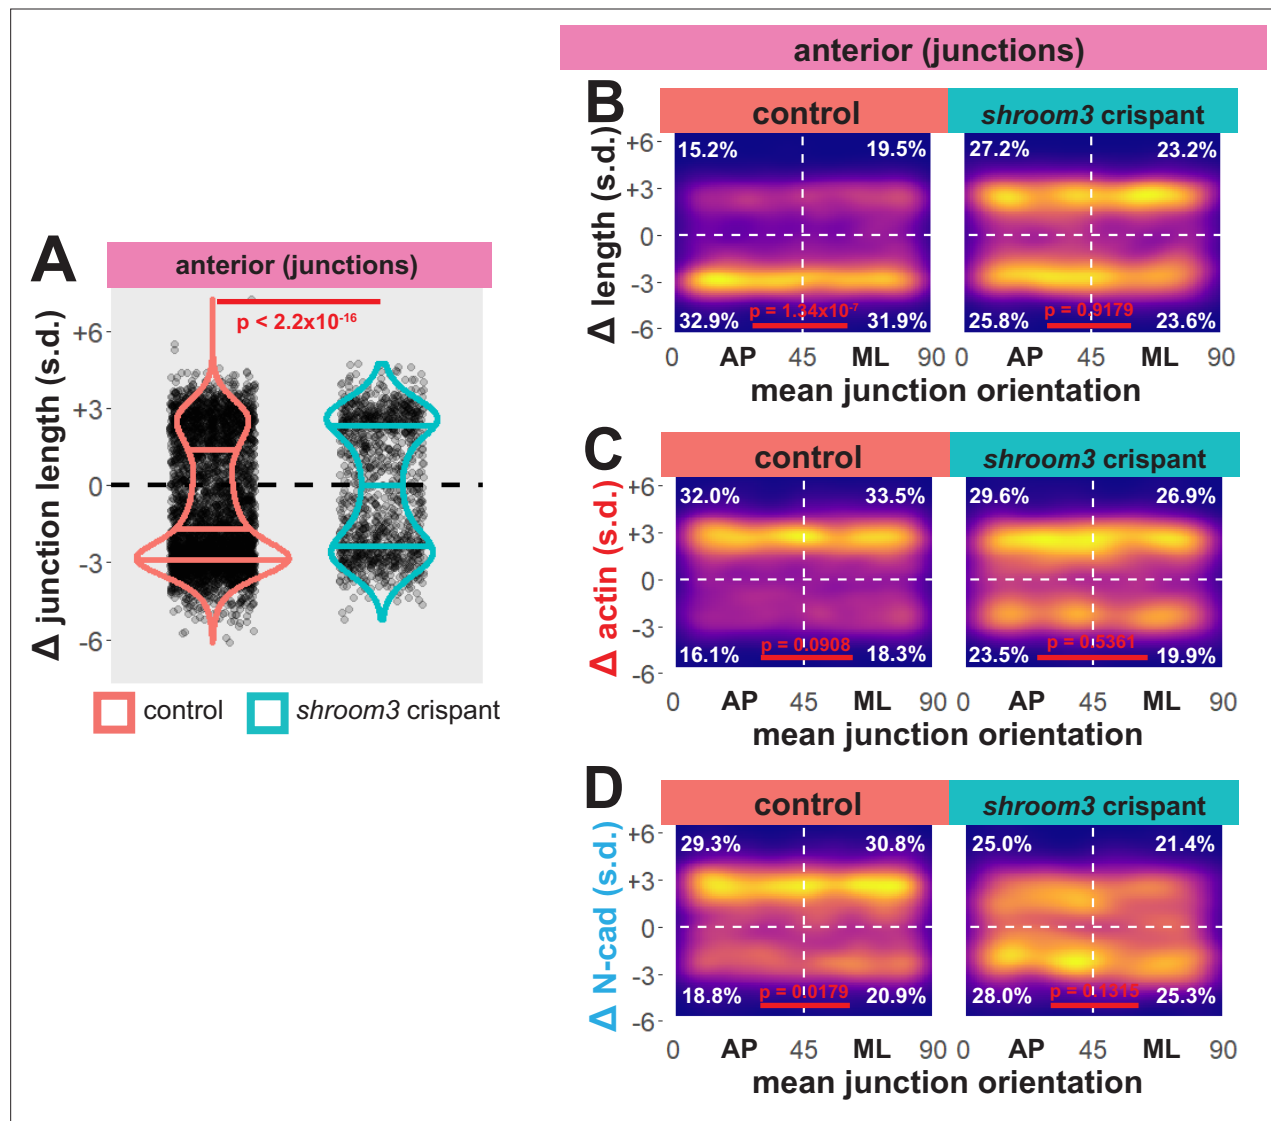 A
anterior (junctions)
Δ junction length (s.d.)
+6
+3
0
-3
-6
p < 2.2x10-16
control
shroom3 crispant
anterior (junctions)
B
control
shroom3 crispant
Δ length (s.d.)
+6
+3
0
-3
-6
15.2%
19.5%
27.2%
23.2%
p = 1.34x10-7
p = 0.9179
32.9%
31.9%
25.8%
23.6%
0 AP 45 ML 90 0 AP 45 ML 90
mean junction orientation
C
control
shroom3 crispant
Δ actin (s.d.)
+6
+3
0
-3
-6
32.0%
33.5%
29.6%
26.9%
p = 0.0908
p = 0.5361
16.1%
18.3%
23.5%
19.9%
0 AP 45 ML 90 0 AP 45 ML 90
mean junction orientation
D
control
shroom3 crispant
Δ N-cad (s.d.)
+6
+3
0
-3
-6
29.3%
30.8%
25.0%
21.4%
p = 0.0179
p = 0.1315
18.8%
20.9%
28.0%
25.3%
0 AP 45 ML 90 0 AP 45 ML 90
mean junction orientation